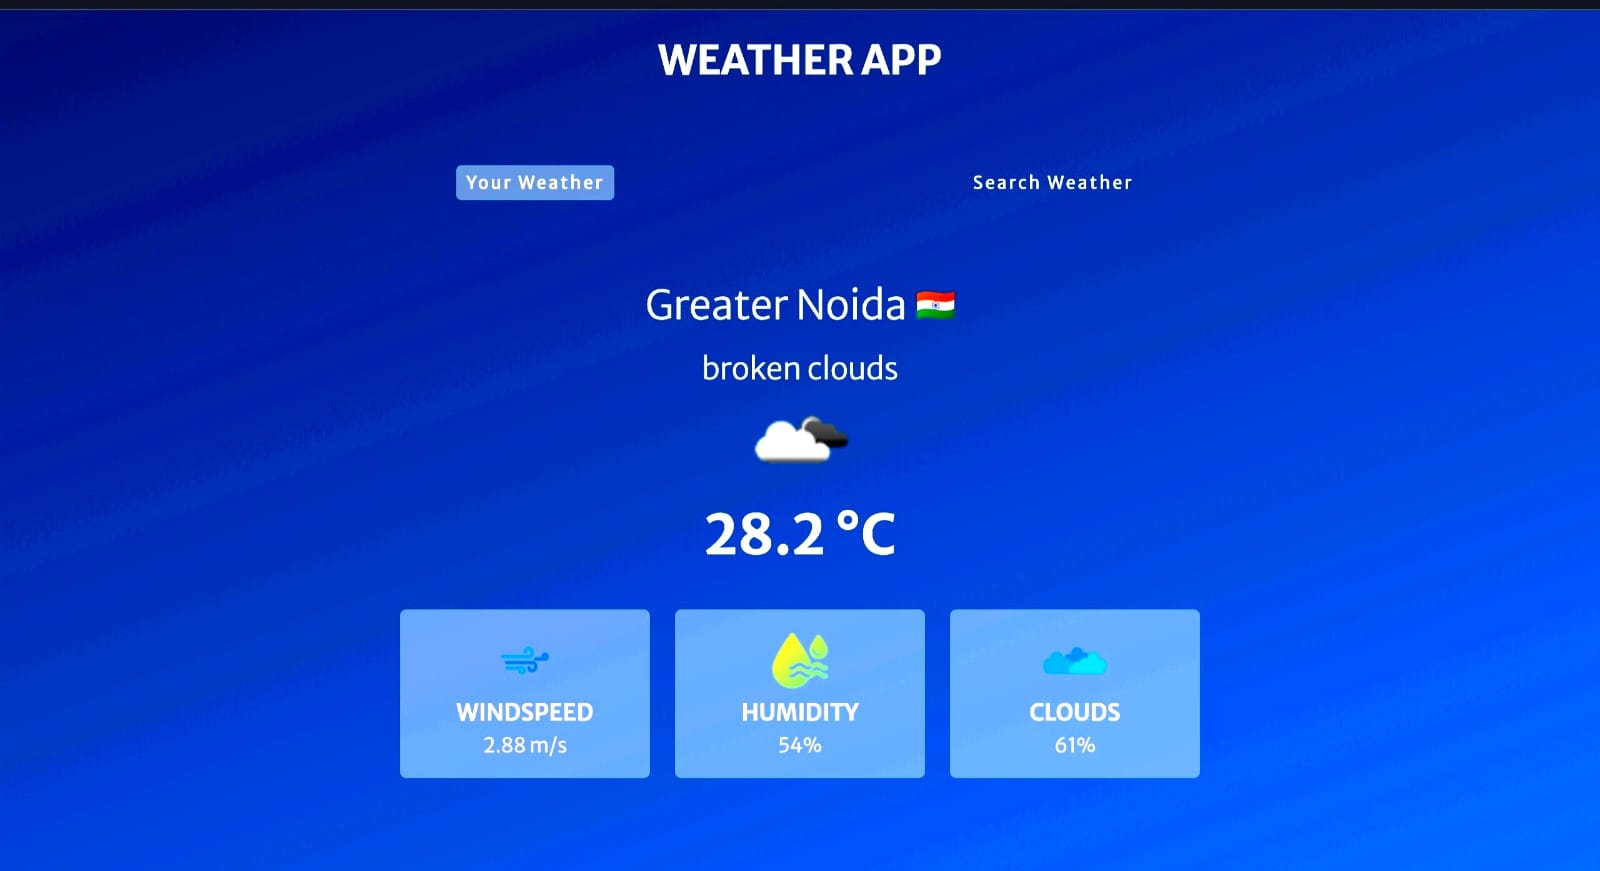 WEATHER APP
Your Weather
Search Weather
Greater Noida
broken clouds
28.2 °C
WINDSPEED
2.88 m/s
HUMIDITY
54%
CLOUDS
61%